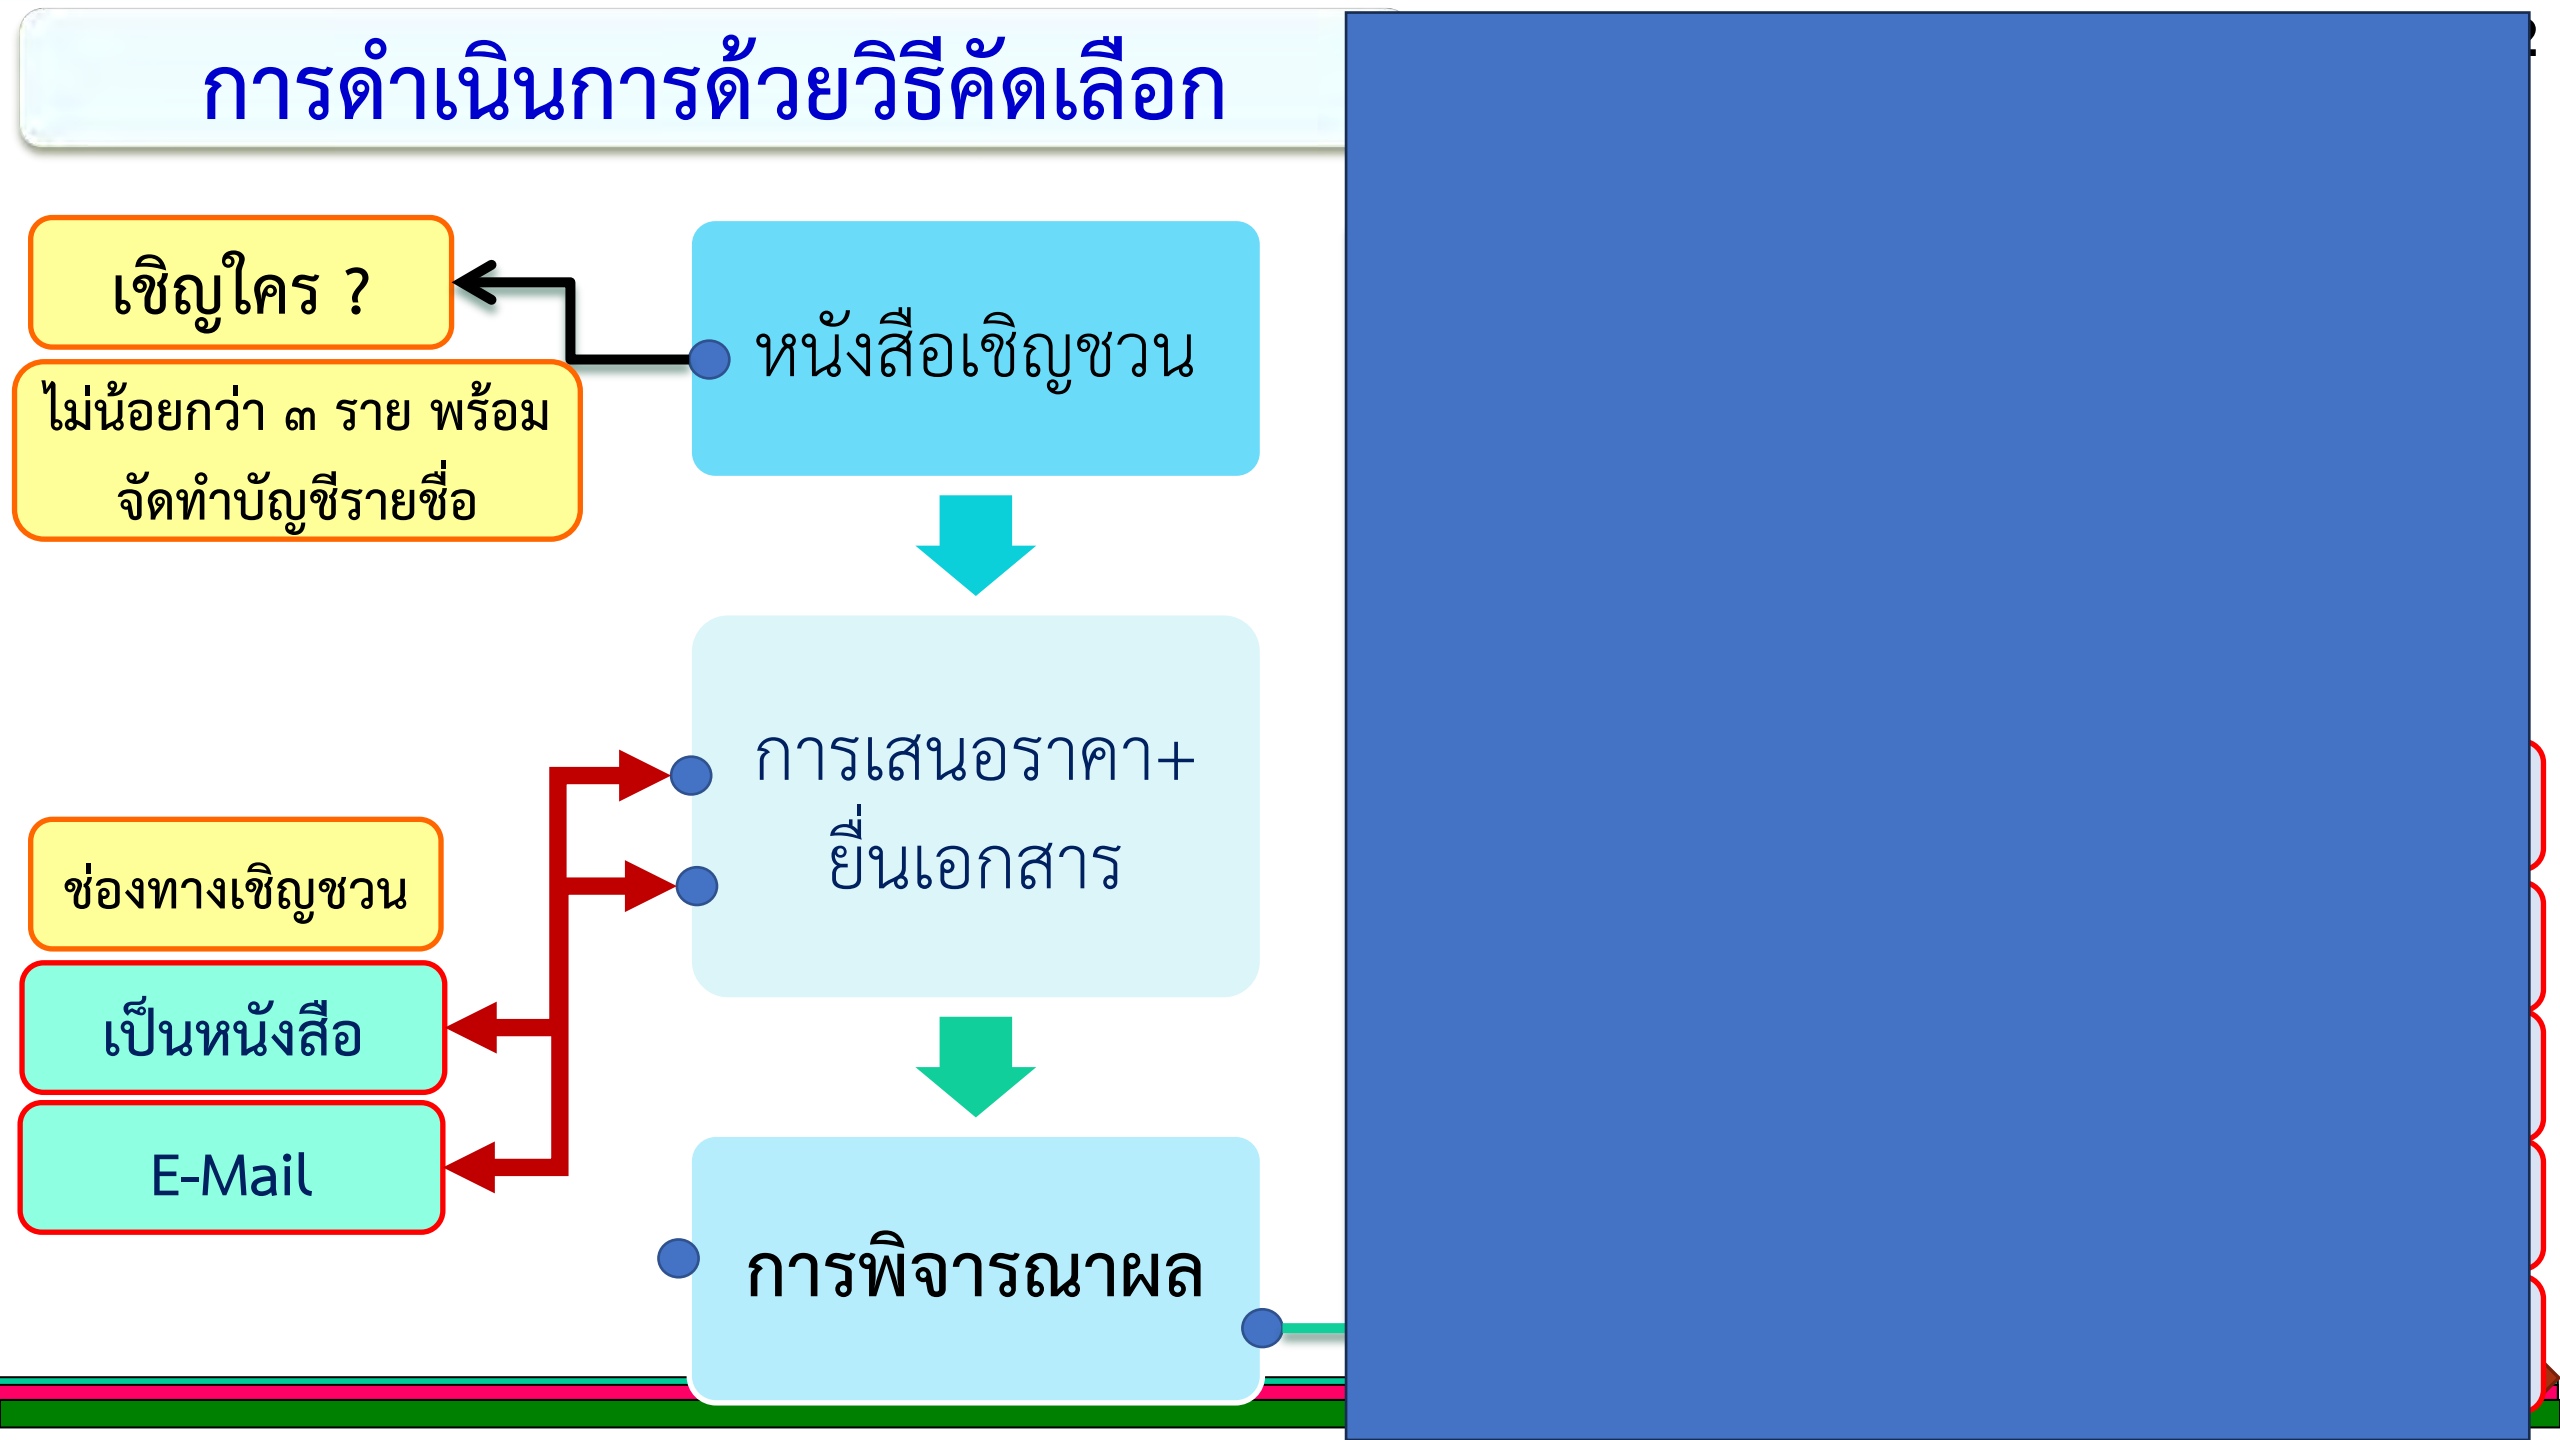 การดำเนินการด้วยวิธีคัดเลือก
เชิญใคร ?
ไม่น้อยกว่า ๓ ราย พร้อม
จัดทำบัญชีรายชื่อ
หนังสือเชิญชวน
การเสนอราคา+
ยื่นเอกสาร
ช่องทางเชิญชวน
เป็นหนังสือ
E-Mail
การพิจารณาผล